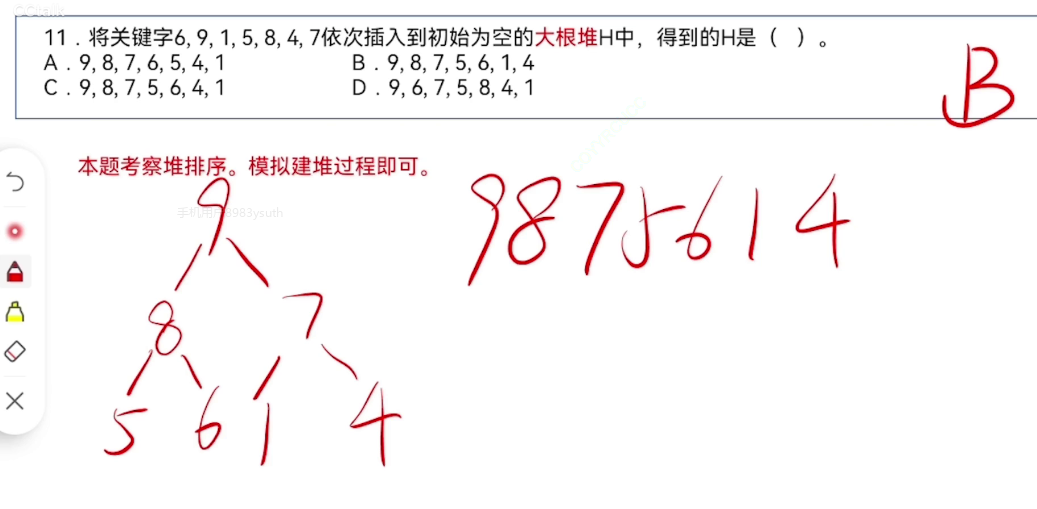 11．将关键字6, 9, 1, 5, 8, 4, 7依次插入到初始为空的大根堆H中，得到的H是（ ）。
A．9, 8, 7, 6, 5, 4, 1 B．9, 8, 7, 5, 6, 1, 4
C．9, 8, 7, 5, 6, 4, 1 D．9, 6, 7, 5, 8, 4, 1
B
本题考察堆排序。模拟建堆过程即可。
9 8 7 5 6 1 4
9
8 7
5 6 1 4